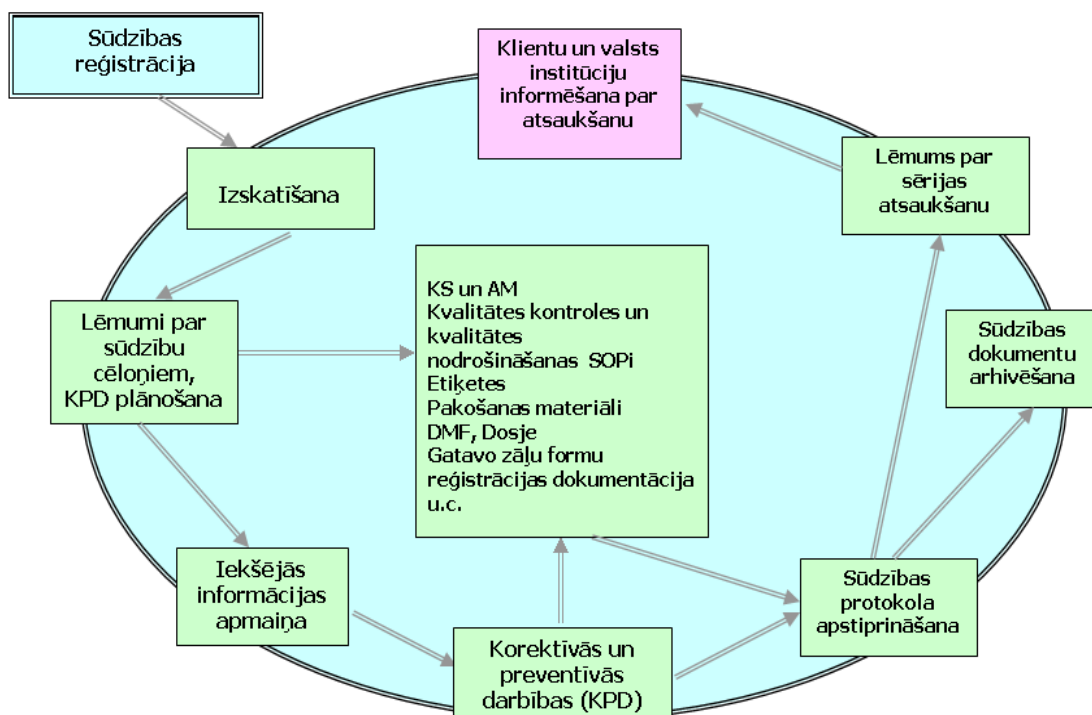 Sūdzības
reģistrācija
Klientu un valsts
institūciju
informēšana par
atsaukšanu
Izskatīšana
Lēmums par
sērijas
atsaukšanu
Lēmumi par
sūdzību
cēloņiem,
KPD plānošana
KS un AM
Kvalitātes kontroles un
kvalitātes
nodrošināšanas SOPi
Etiķetes
Pakošanas materiāli
DMF, Dosje
Gatavo zāļu formu
reģistrācijas dokumentācija
u.c.
Sūdzības
dokumentu
arhivēšana
Iekšējās
informācijas
apmaiņa
Korektīvās un
preventīvās
darbības (KPD)
Sūdzības
protokola
apstiprināšana